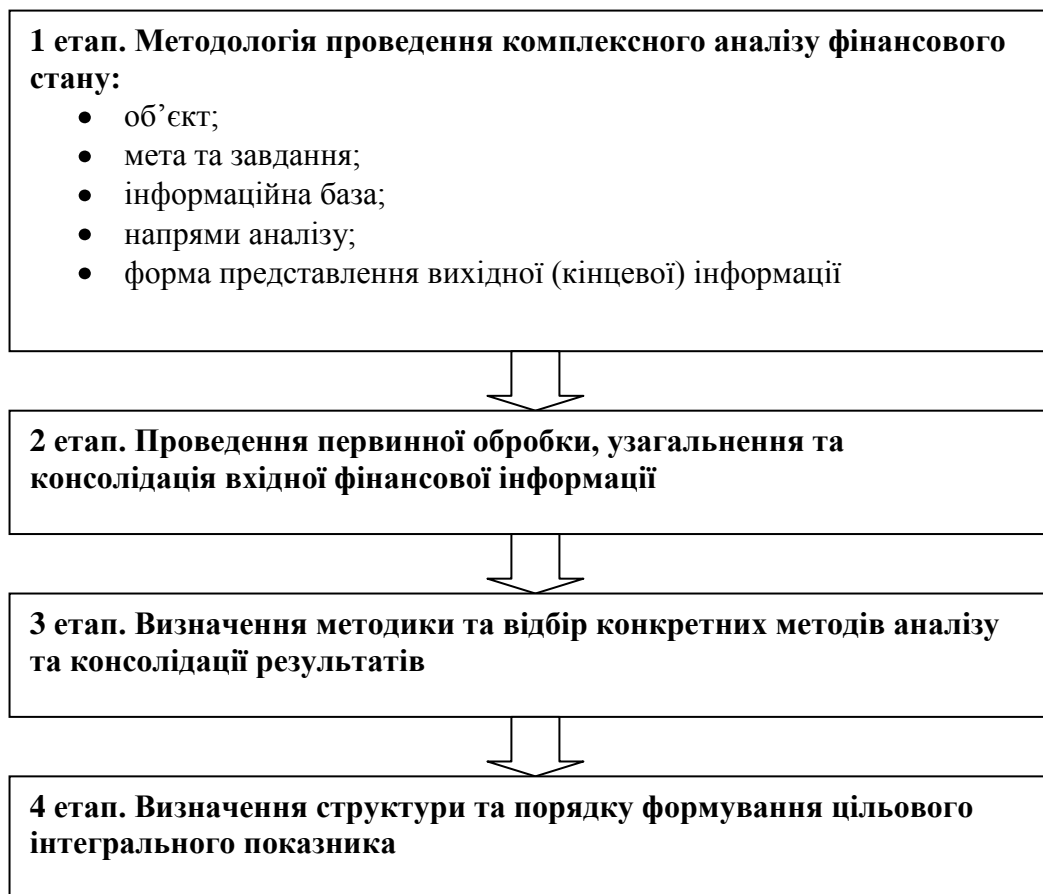 1 етап. Методологія проведення комплексного аналізу фінансового
стану:
• об’єкт;
• мета та завдання;
• інформаційна база;
• напрями аналізу;
• форма представлення вихідної (кінцевої) інформації
2 етап. Проведення первинної обробки, узагальнення та
консолідація вхідної фінансової інформації
3 етап. Визначення методики та відбір конкретних методів аналізу
та консолідації результатів
4 етап. Визначення структури та порядку формування цільового
інтегрального показника